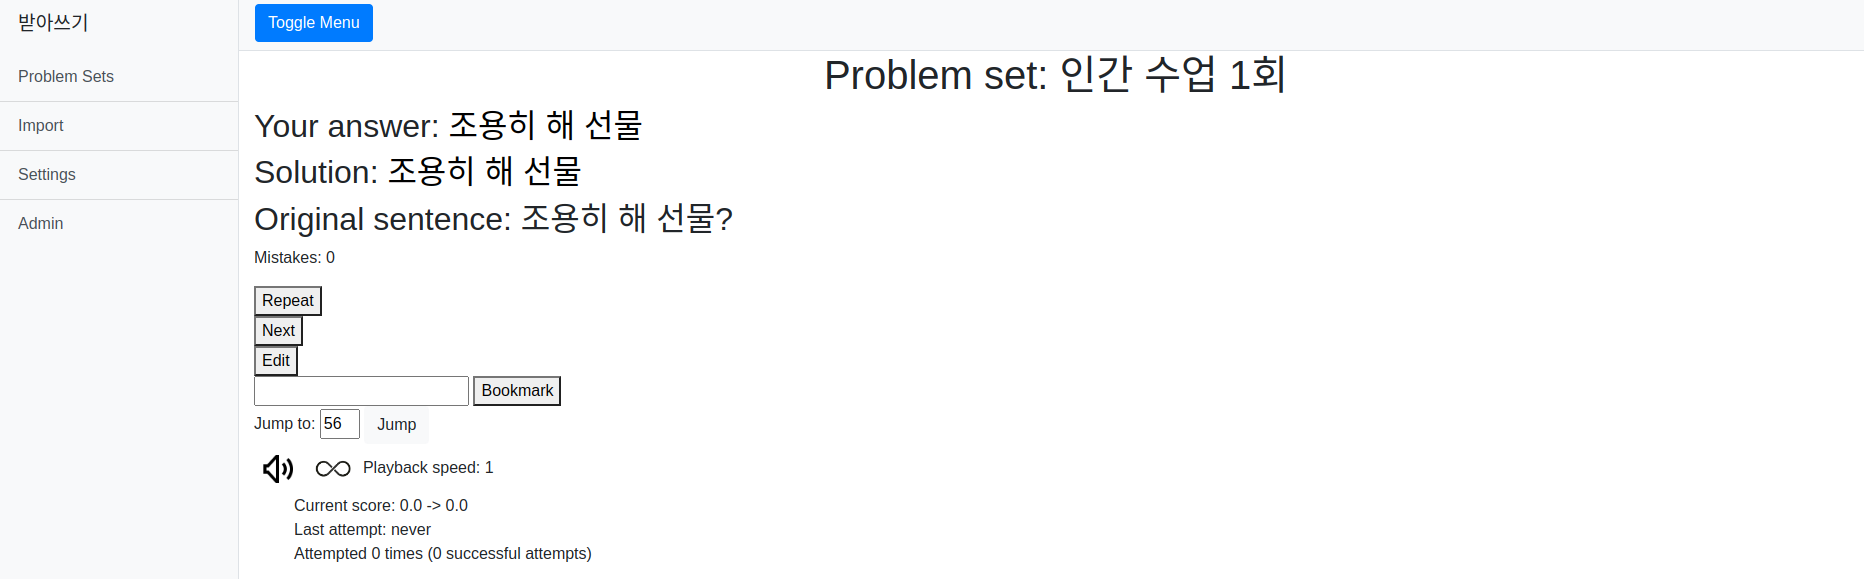 받아쓰기
Problem Sets
Import
Settings
Admin
Toggle Menu
Problem set: 인간 수업 1회
Your answer: 조용히 해 선물
Solution: 조용히 해 선물
Original sentence: 조용히 해 선물?
Mistakes: 0
Repeat
Next
Edit
Bookmark
Jump to: 56 Jump
Playback speed: 1
Current score: 0.0 -> 0.0
Last attempt: never
Attempted 0 times (0 successful attempts)